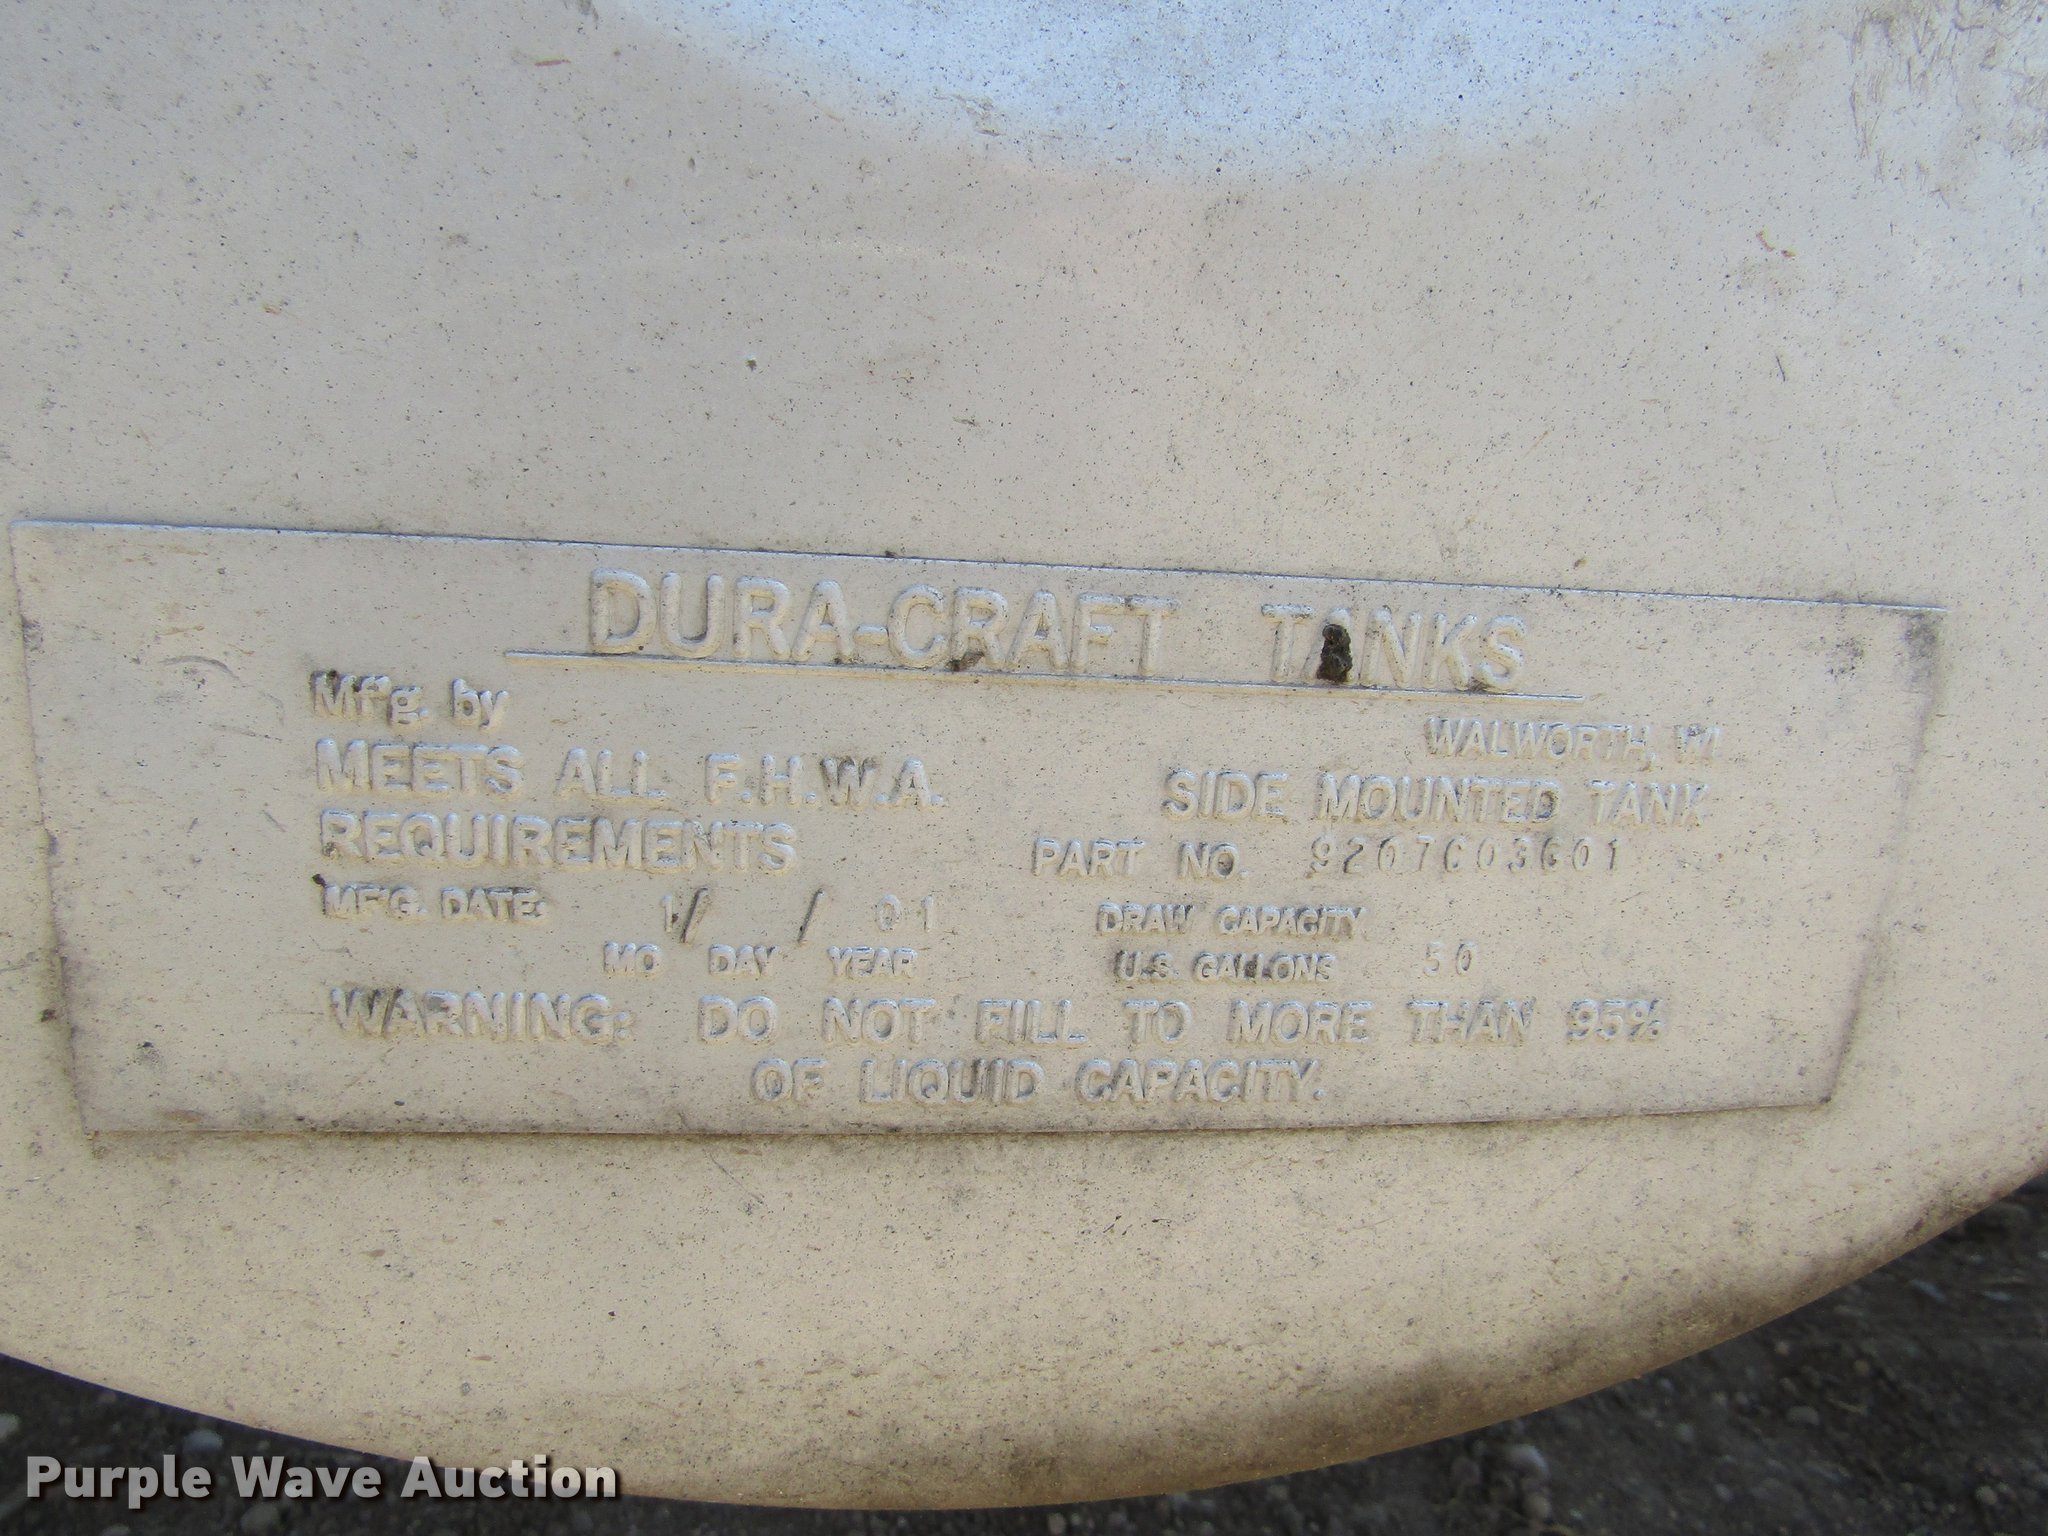 DURA-CRAFT TANKS
Mf'g. by
WALWORTH, WI
MEETS ALL F.H.W.A.
REQUIREMENTS
SIDE MOUNTED TANK
PART NO.
MF'G. DATE: 1/ / 01
MO DAY YEAR
DRAW CAPACITY
U.S. GALLONS 50
WARNING: DO NOT FILL TO MORE THAN 95%
OF LIQUID CAPACITY.
Purple Wave Auction